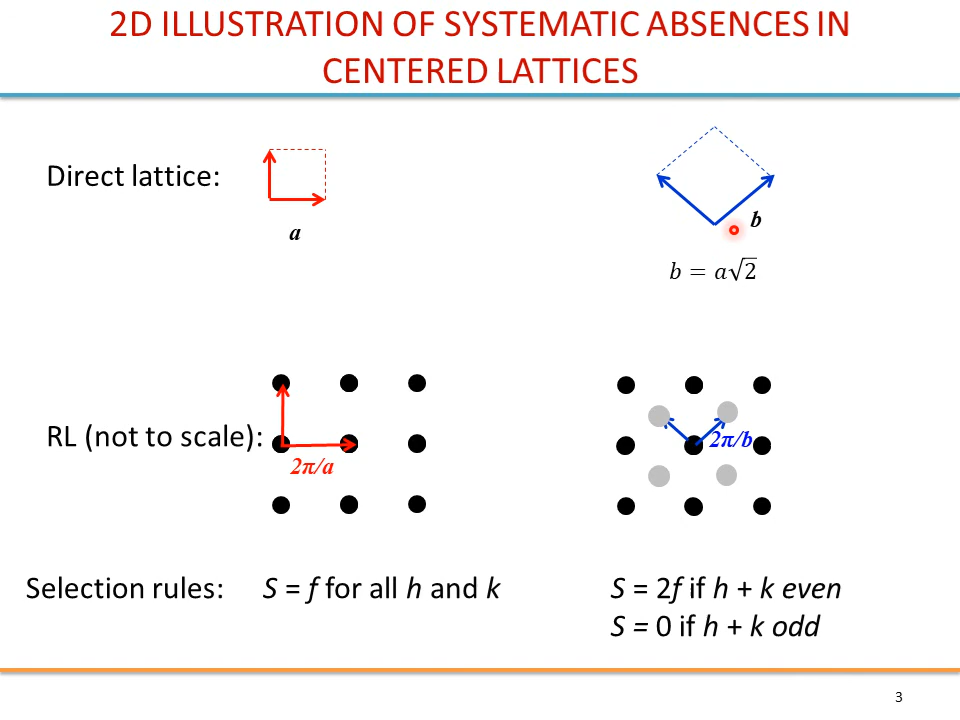 2D ILLUSTRATION OF SYSTEMATIC ABSENCES IN
CENTERED LATTICES
Direct lattice:
a
b
b = a√2
RL (not to scale):
2π/a
2π/b
Selection rules:
S = f for all h and k
S = 2f if h + k even
S = 0 if h + k odd
3